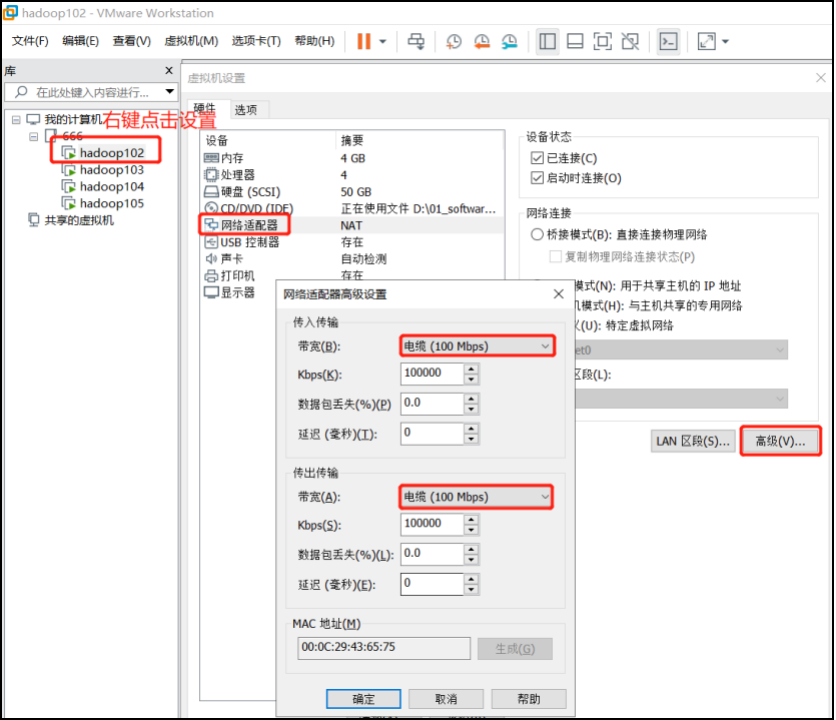 hadoop102 - VMware Workstation
文件(F) 编辑(E) 查看(V) 虚拟机(M) 选项卡(T) 帮助(H)
库
在此处键入内容进行...
我的计算机
右键点击设置
666
hadoop102
hadoop103
hadoop104
hadoop105
共享的虚拟机
虚拟机设置
硬件 选项
设备 摘要
内存 4 GB
处理器 4
硬盘 (SCSI) 50 GB
CD/DVD (IDE) 正在使用文件 D:\01_softwar...
网络适配器 NAT
USB 控制器 存在
声卡 自动检测
打印机 存在
显示器
设备状态
已连接(C)
启动时连接(O)
网络连接
桥接模式(B): 直接连接物理网络
复制物理网络连接状态(P)
模式(N): 用于共享主机的 IP 地址
机模式(H): 与主机共享的专用网络
(U): 特定虚拟网络
et0
区段(L):
LAN 区段(S)... 高级(V)...
网络适配器高级设置
传入传输
带宽(B): 电缆 (100 Mbps)
Kbps(K): 100000
数据包丢失(%)(P) 0.0
延迟 (毫秒)(I): 0
传出传输
带宽(A): 电缆 (100 Mbps)
Kbps(S): 100000
数据包丢失(%)(L): 0.0
延迟 (毫秒)(E): 0
MAC 地址(M)
00:0C:29:43:65:75 生成(G)
确定 取消 帮助